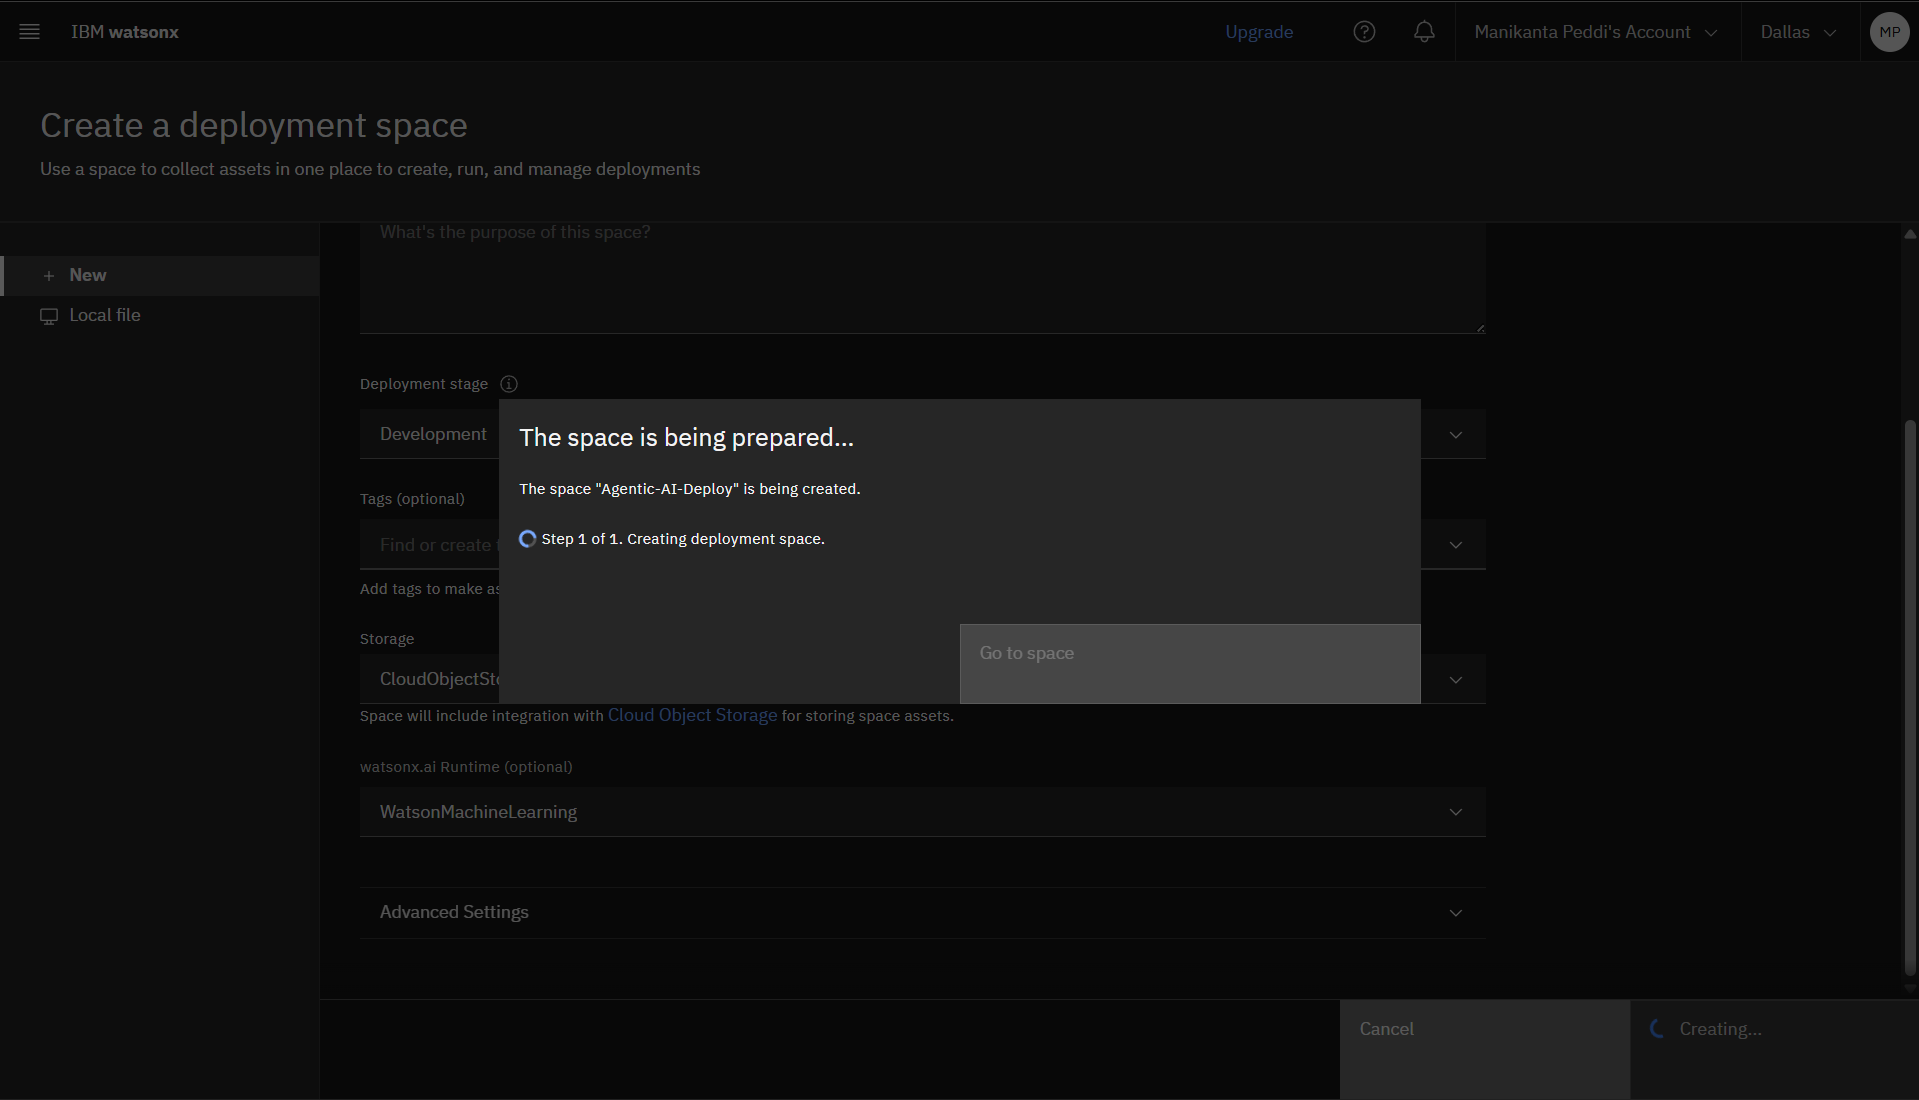 IBM watsonx
Upgrade
Manikanta Peddi's Account
Dallas
MP
Create a deployment space
Use a space to collect assets in one place to create, run, and manage deployments
New
Local file
What's the purpose of this space?
Deployment stage
Development
Tags (optional)
Find or create
Add tags to make
Storage
Space will include integration with Cloud Object Storage for storing space assets.
watsonx.ai Runtime (optional)
WatsonMachineLearning
Advanced Settings
The space is being prepared...
The space "Agentic-AI-Deploy" is being created.
Step 1 of 1. Creating deployment space.
Go to space
Cancel
Creating...